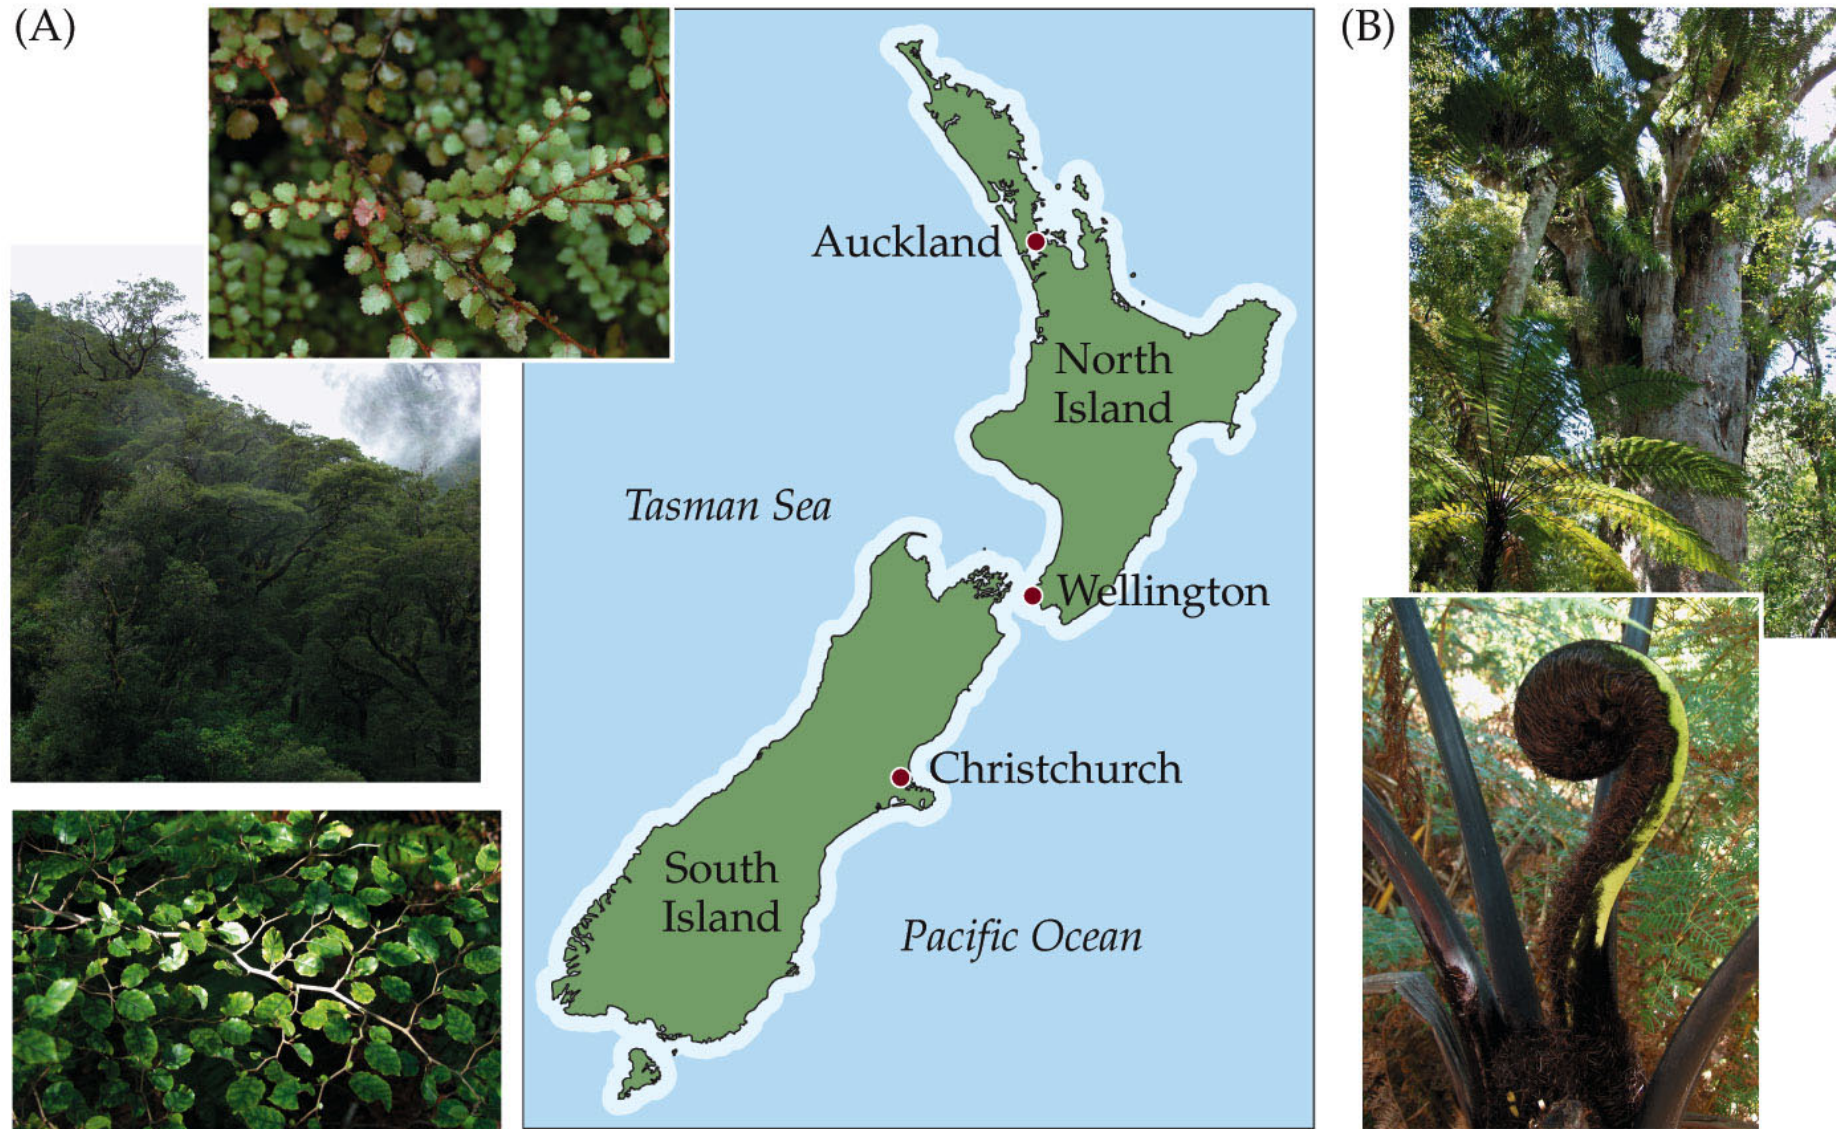 (A)
(B)
Auckland
North
Island
Tasman Sea
Wellington
Christchurch
South
Island
Pacific Ocean